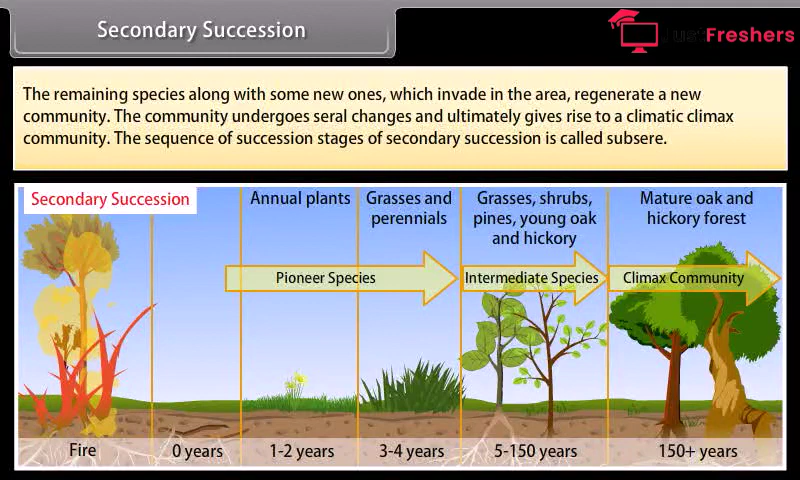 Secondary Succession
Just Freshers
The remaining species along with some new ones, which invade in the area, regenerate a new
community. The community undergoes seral changes and ultimately gives rise to a climatic climax
community. The sequence of succession stages of secondary succession is called subsere.
Secondary Succession
Annual plants
Grasses and
perennials
Grasses, shrubs,
pines, young oak
and hickory
Mature oak and
hickory forest
Pioneer Species
Intermediate Species
Climax Community
Fire
0 years
1-2 years
3-4 years
5-150 years
150+ years